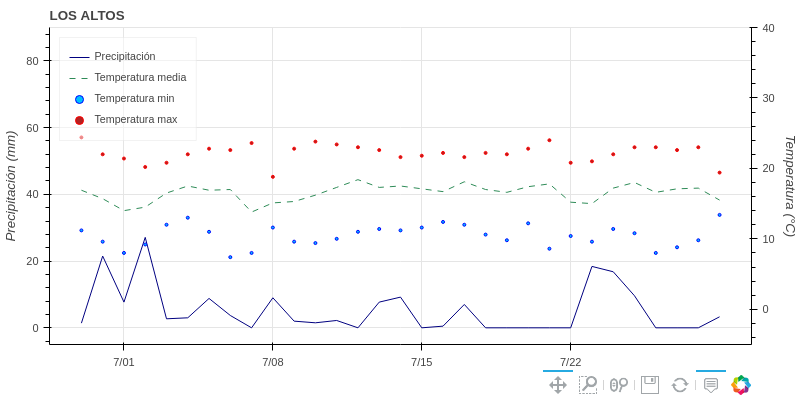 LOS ALTOS
Precipitación
Temperatura media
Temperatura min
Temperatura max
Precipitación (mm)
80
60
40
20
0
Temperatura (°C)
40
30
20
10
0
7/01
7/08
7/15
7/22